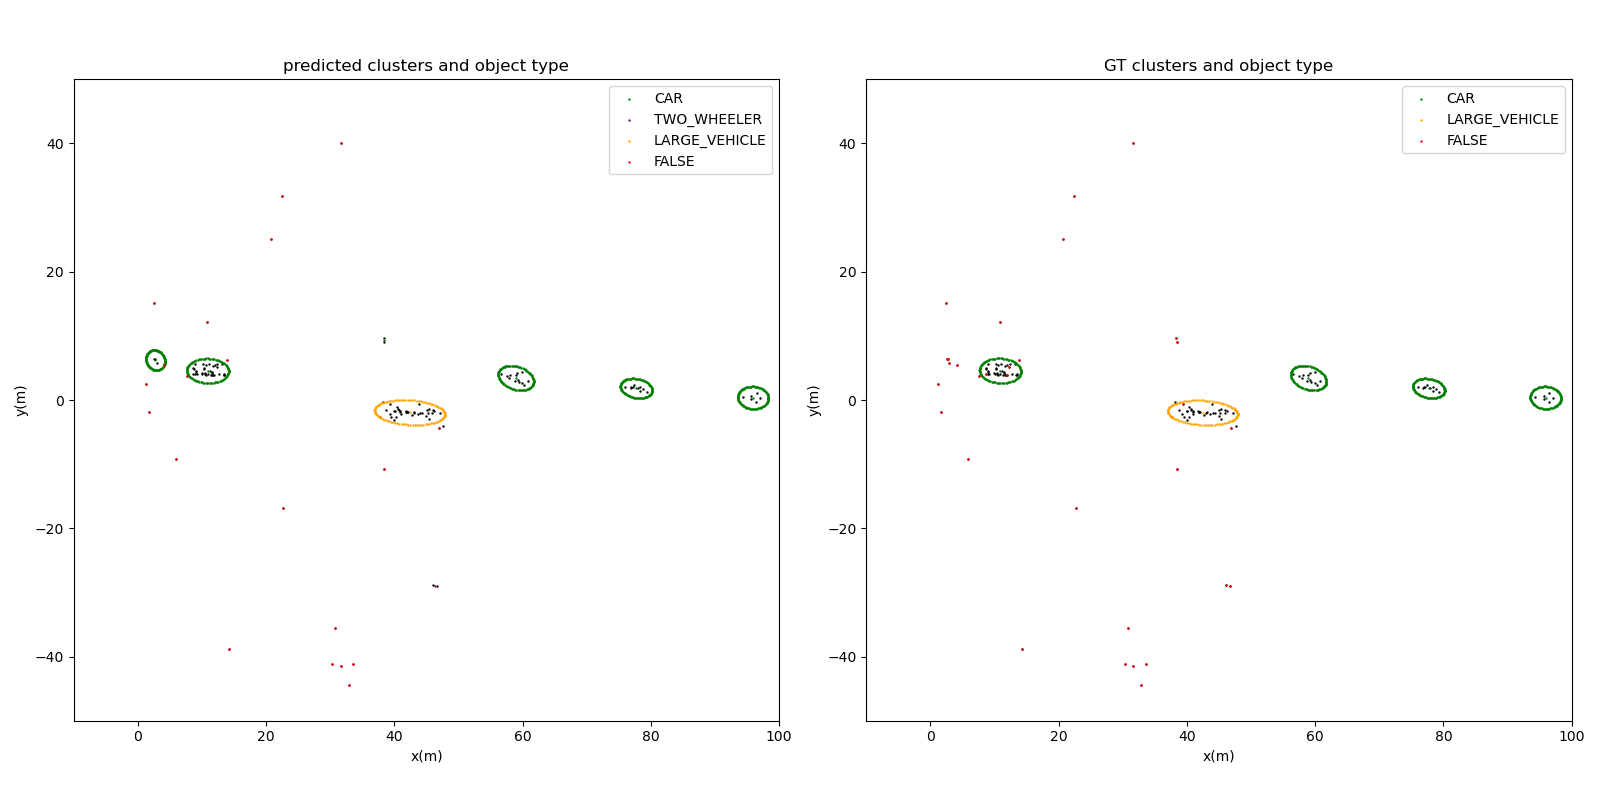 predicted clusters and object type
CAR
TWO_WHEELER
LARGE_VEHICLE
FALSE
40
20
0
−20
−40
y(m)
0
20
40
60
80
100
x(m)
GT clusters and object type
CAR
LARGE_VEHICLE
FALSE
40
20
0
−20
−40
y(m)
0
20
40
60
80
100
x(m)